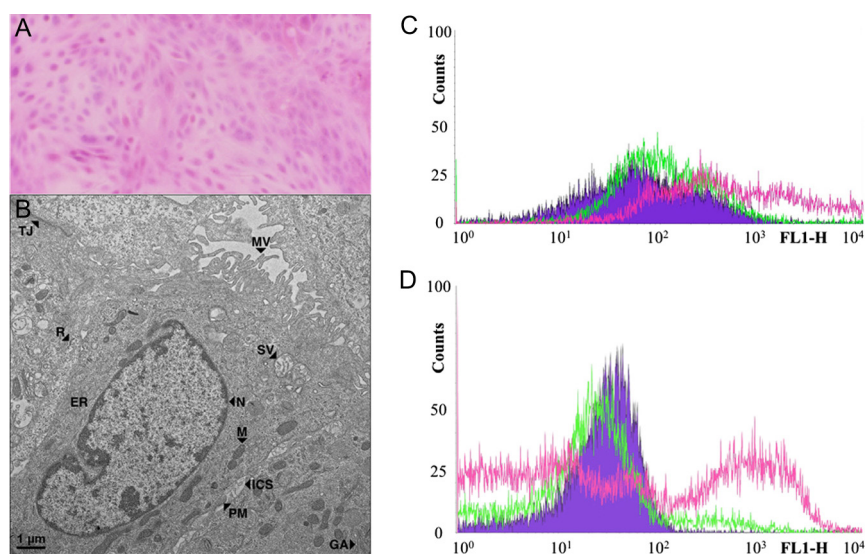 A
B
TJ
MV
R
SV
ER
N
M
ICS
PM
1 µm
GA
C
100
Counts
50
25
0
10⁰ 10¹ 10² 10³ FL1-H 10⁴
D
100
Counts
50
25
0
10⁰ 10¹ 10² 10³ FL1-H 10⁴